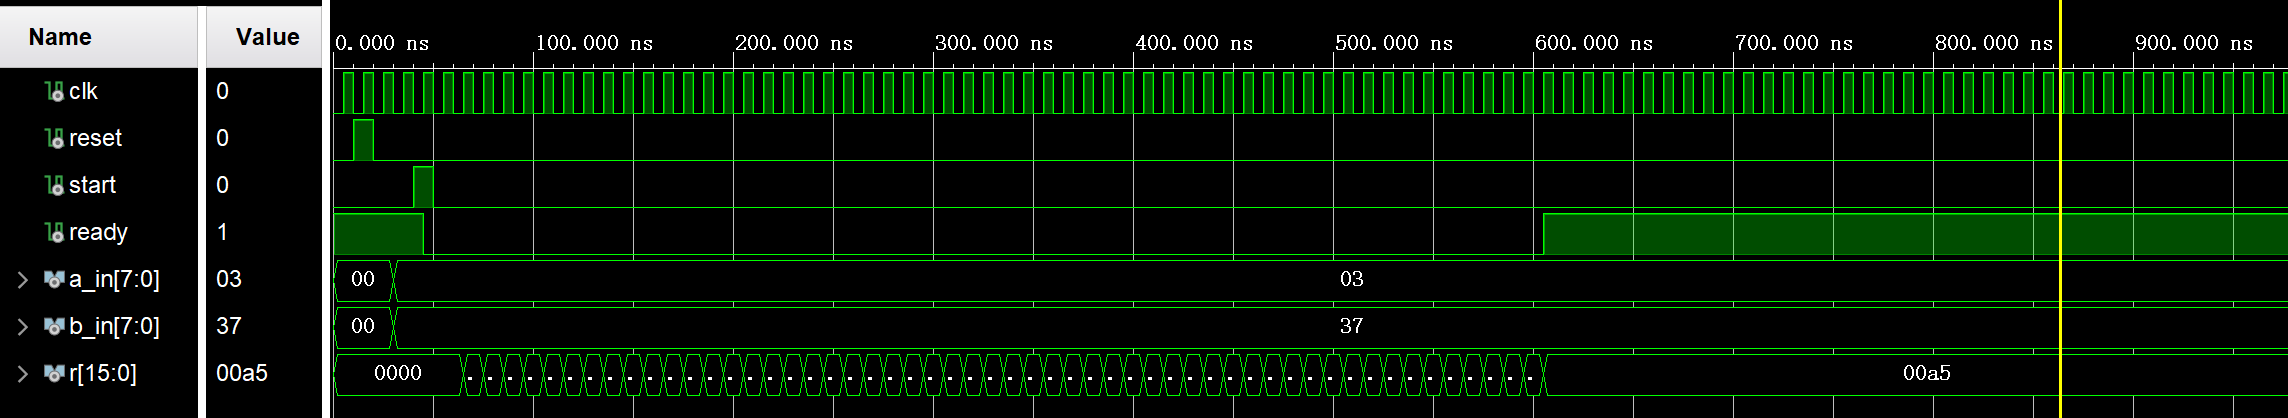 Name Value
0.000 ns 100.000 ns 200.000 ns 300.000 ns 400.000 ns 500.000 ns 600.000 ns 700.000 ns 800.000 ns 900.000 ns
clk 0
reset 0
start 0
ready 1
a_in[7:0] 03 00 03
b_in[7:0] 37 00 37
r[15:0] 00a5 0000 00a5